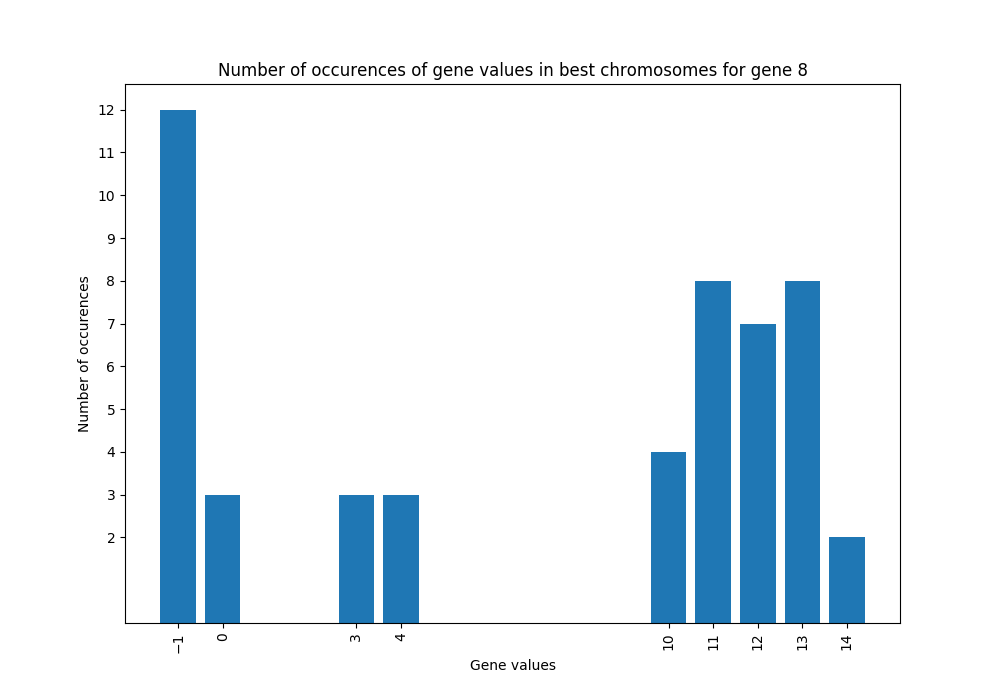 Number of occurences of gene values in best chromosomes for gene 8
12
11
10
9
8
7
6
5
4
3
2
Number of occurences
−1 0 3 4 10 11 12 13 14
Gene values